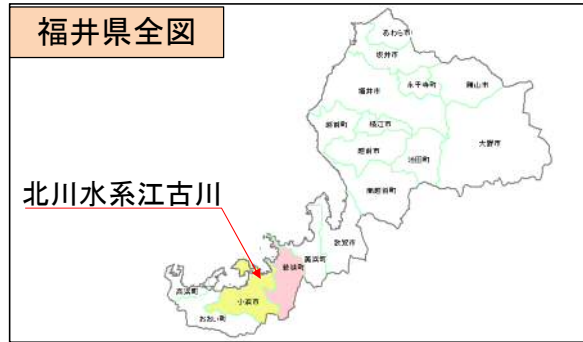 福井県全図
あわら市
坂井市
永平寺町
勝山市
福井市
越前町
鯖江市
大野市
越前市
池田町
南越前町
北川水系江古川
敦賀市
美浜町
若狭町
高浜町
小浜市
おおい町